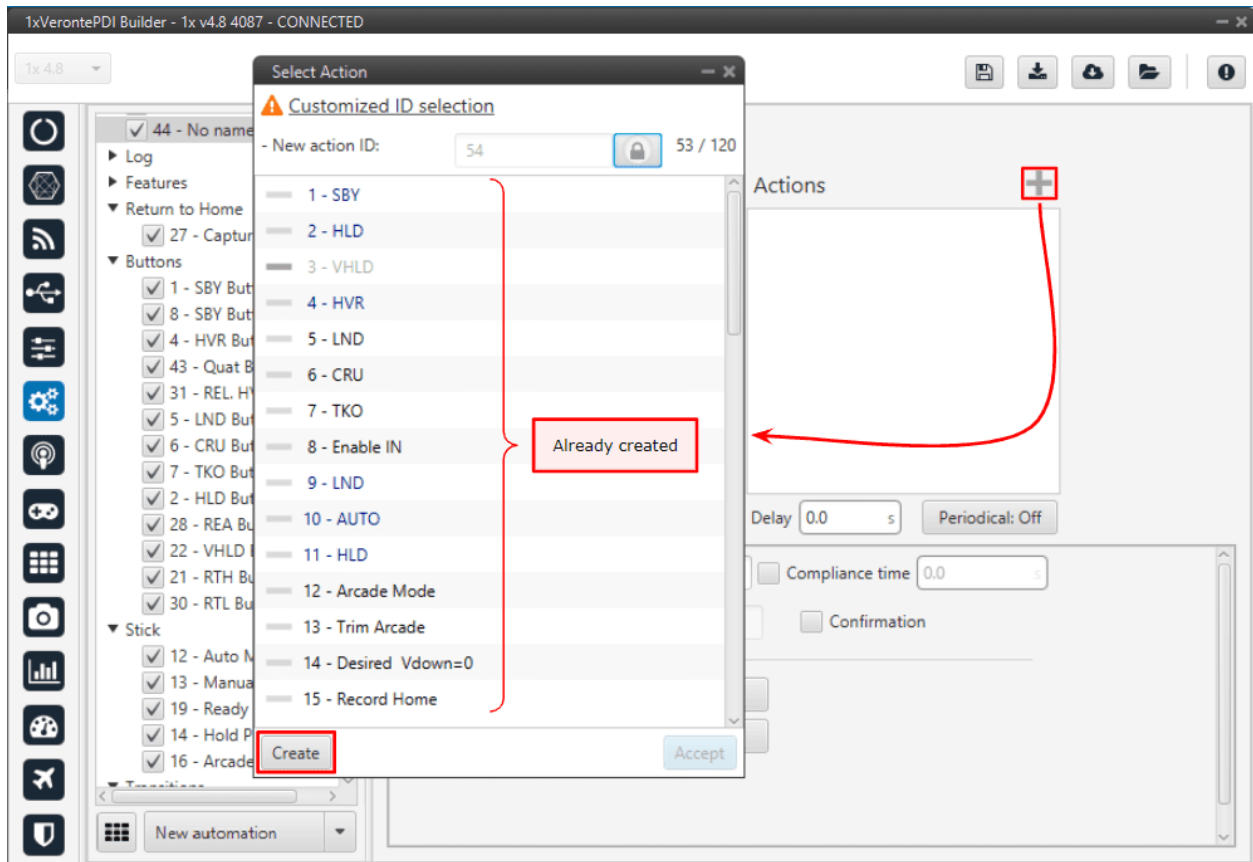 1xVerontePDI Builder - 1x v4.8 4087 - CONNECTED
1x 4.8
44 - No name
Log
Features
Return to Home
27 - Captur
Buttons
1 - SBY But
8 - SBY But
4 - HVR But
43 - Quat B
31 - REL. H
5 - LND But
6 - CRU But
7 - TKO But
2 - HLD But
28 - REA Bu
22 - VHLD
21 - RTH Bu
30 - RTL Bu
Stick
12 - Auto M
13 - Manua
19 - Ready
14 - Hold P
16 - Arcade
Transitions
New automation
Select Action
Customized ID selection
- New action ID:
54
53 / 120
1 - SBY
2 - HLD
3 - VHLD
4 - HVR
5 - LND
6 - CRU
7 - TKO
8 - Enable IN
9 - LND
10 - AUTO
11 - HLD
12 - Arcade Mode
13 - Trim Arcade
14 - Desired Vdown=0
15 - Record Home
Already created
Create
Accept
Actions
Delay 0.0 s Periodical: Off
Compliance time 0.0 s
Confirmation